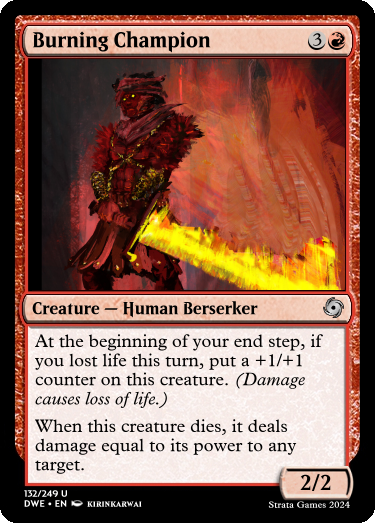 Burning Champion 3
Creature — Human Berserker
At the beginning of your end step, if
you lost life this turn, put a +1/+1
counter on this creature. (Damage
causes loss of life.)
When this creature dies, it deals
damage equal to its power to any
target.
2/2
132/249 U
DWE • EN KIRINKARWAI
Strata Games 2024